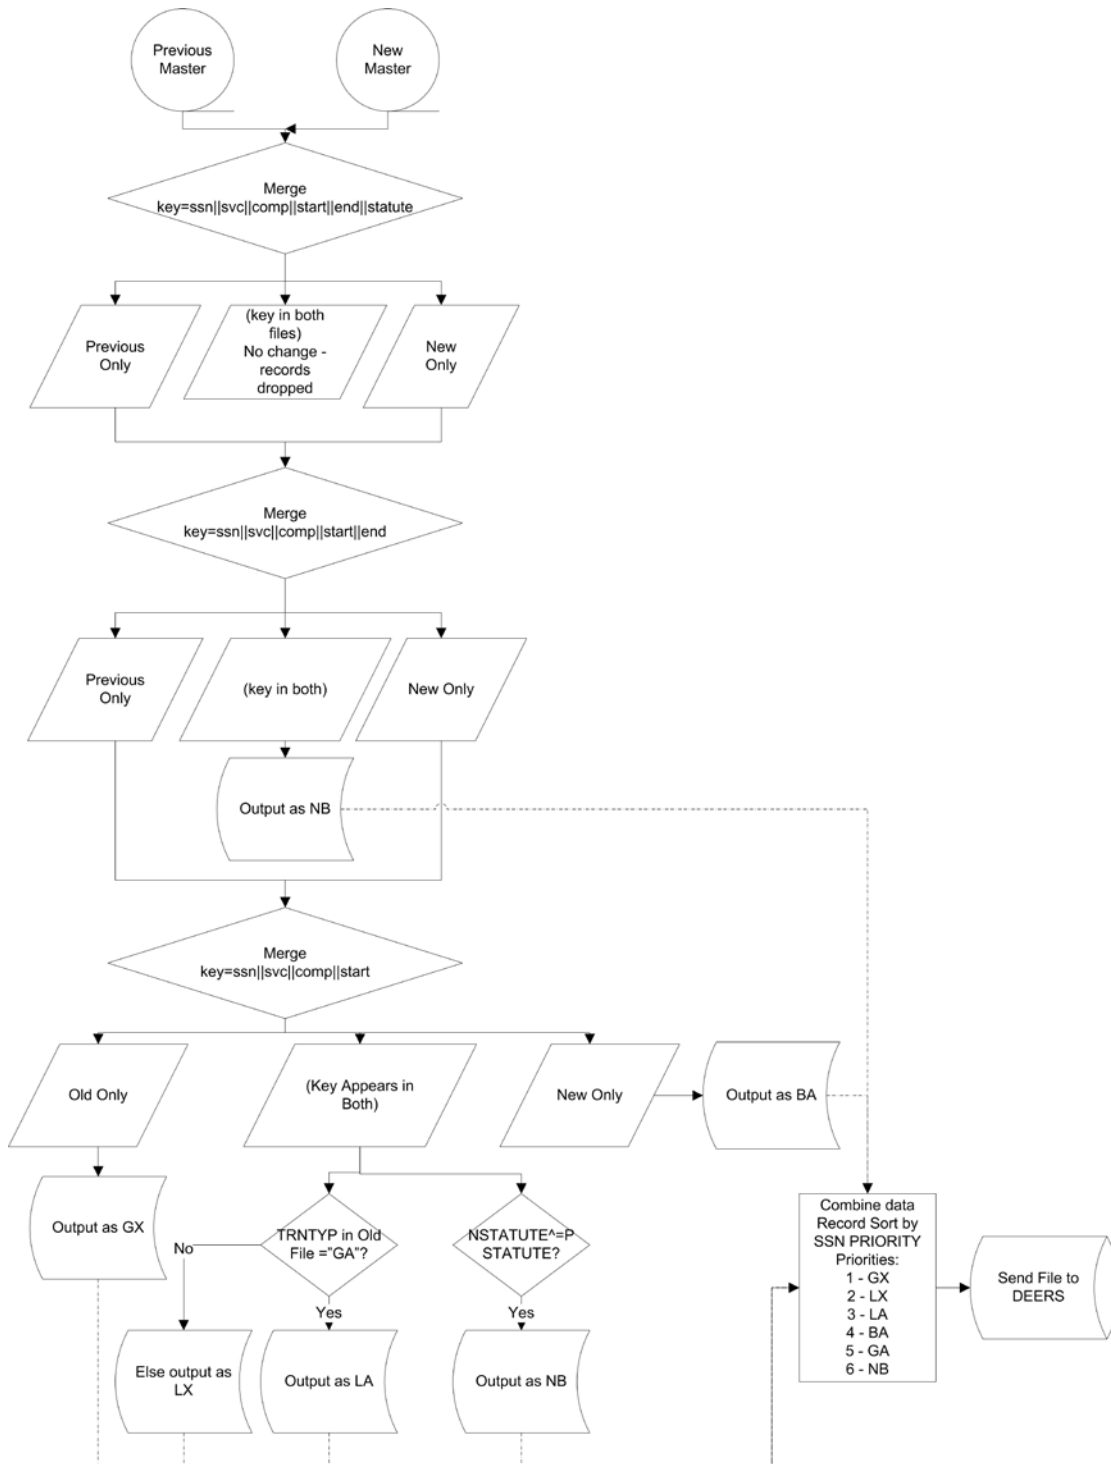 Previous
Master
New
Master
Merge
key=ssn||svc||comp||start||end||statute
Previous
Only
(key in both
files)
No change -
records
dropped
New
Only
Merge
key=ssn||svc||comp||start||end
Previous
Only
(key in both)
New Only
Output as NB
Merge
key=ssn||svc||comp||start
Old Only
(Key Appears in
Both)
New Only
Output as BA
Output as GX
No
TRNTYP in Old
File ="GA"?
NSTATUTE^=P
STATUTE?
Yes
Yes
Else output as
LX
Output as LA
Output as NB
Combine data
Record Sort by
SSN PRIORITY
Priorities:
1 - GX
2 - LX
3 - LA
4 - BA
5 - GA
6 - NB
Send File to
DEERS